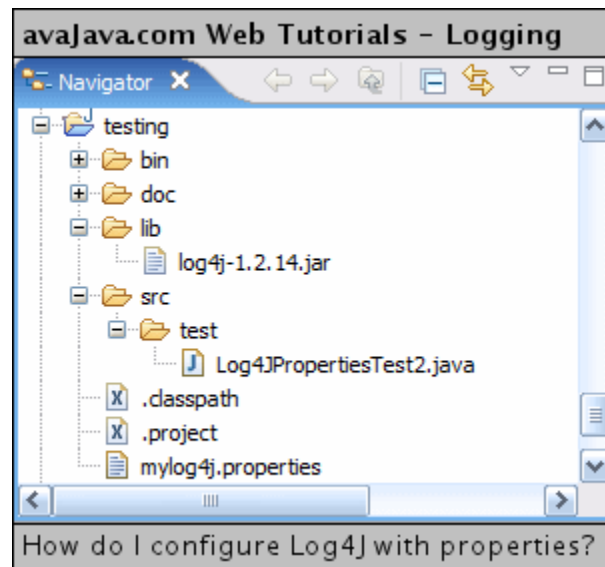 avaJava.com Web Tutorials - Logging
Navigator
testing
bin
doc
lib
log4j-1.2.14.jar
src
test
Log4JPropertiesTest2.java
.classpath
.project
mylog4j.properties
How do I configure Log4J with properties?